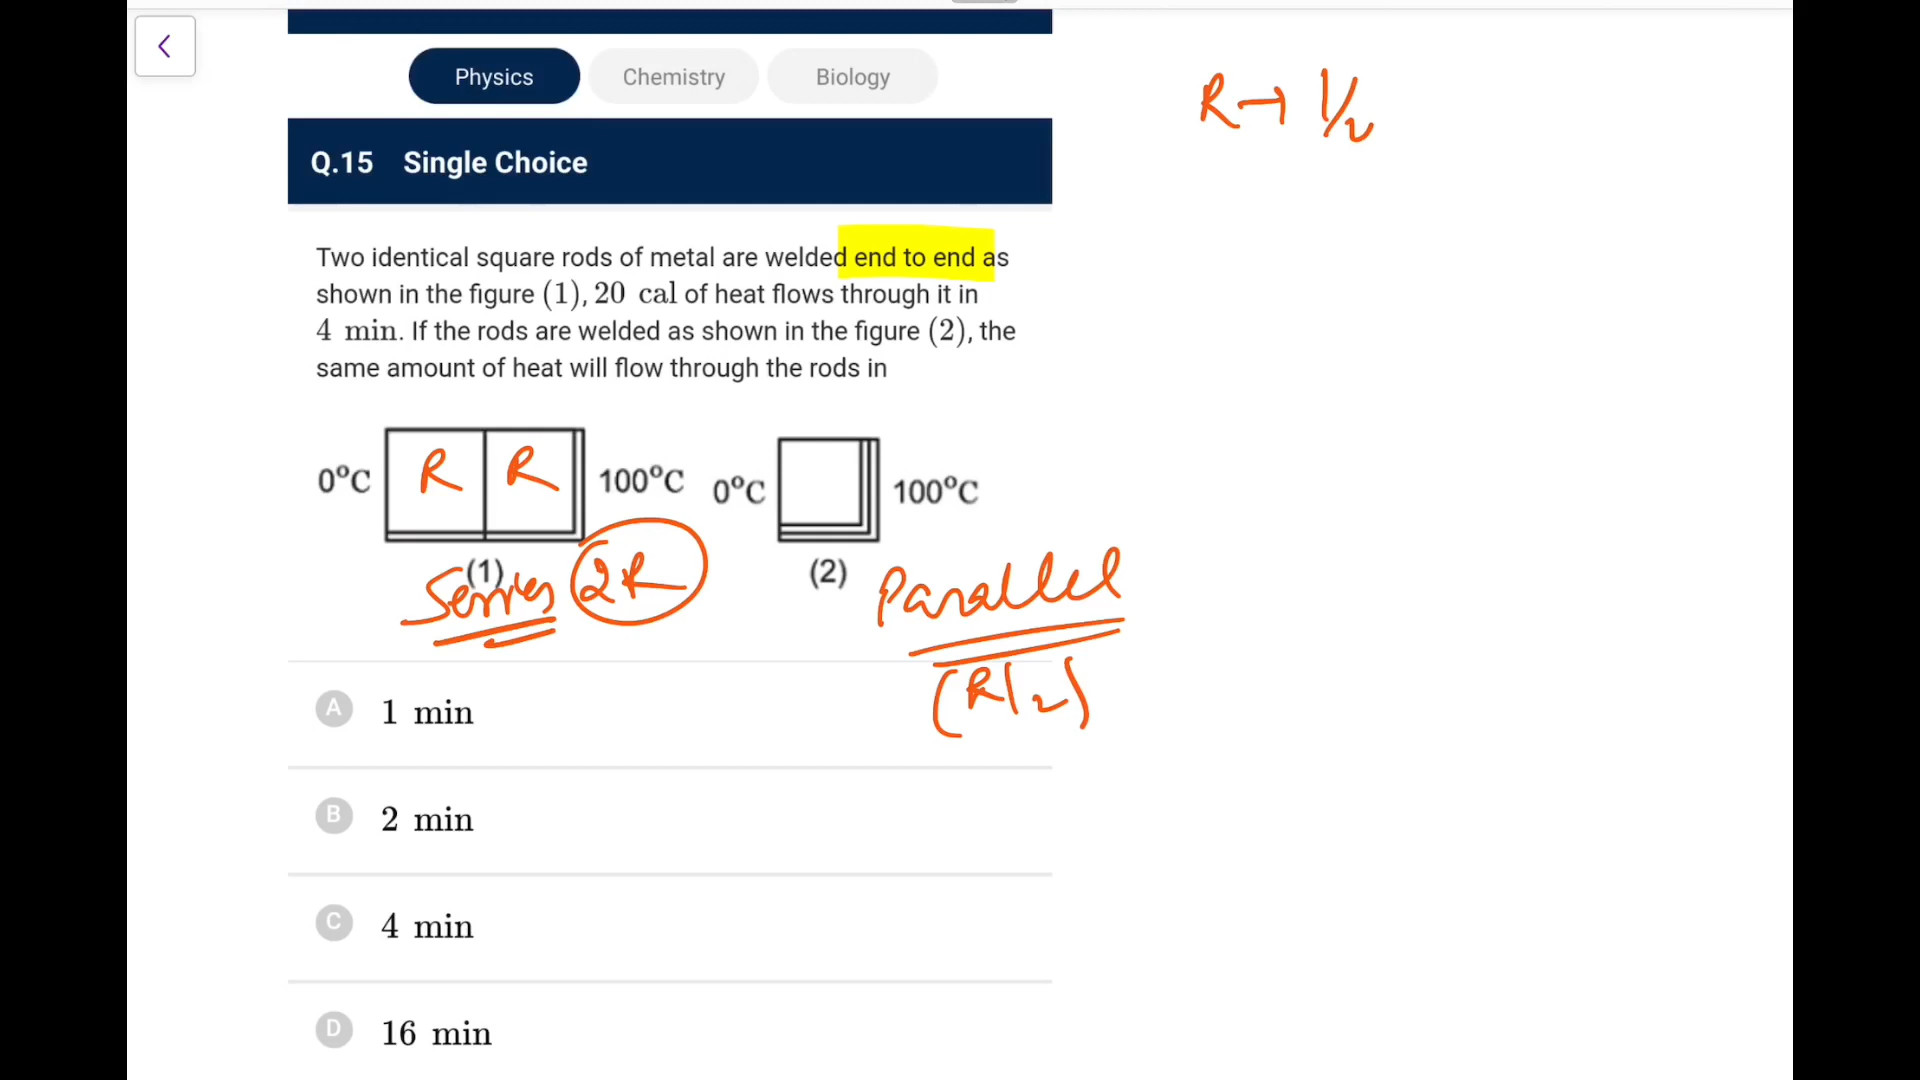 Physics Chemistry Biology
R → 1/2
Q.15 Single Choice
Two identical square rods of metal are welded end to end as
shown in the figure (1), 20 cal of heat flows through it in
4 min. If the rods are welded as shown in the figure (2), the
same amount of heat will flow through the rods in
0°C R R 100°C 0°C 100°C
(1) (2)
Series 2R Parallel
(R/2)
A 1 min
B 2 min
C 4 min
D 16 min